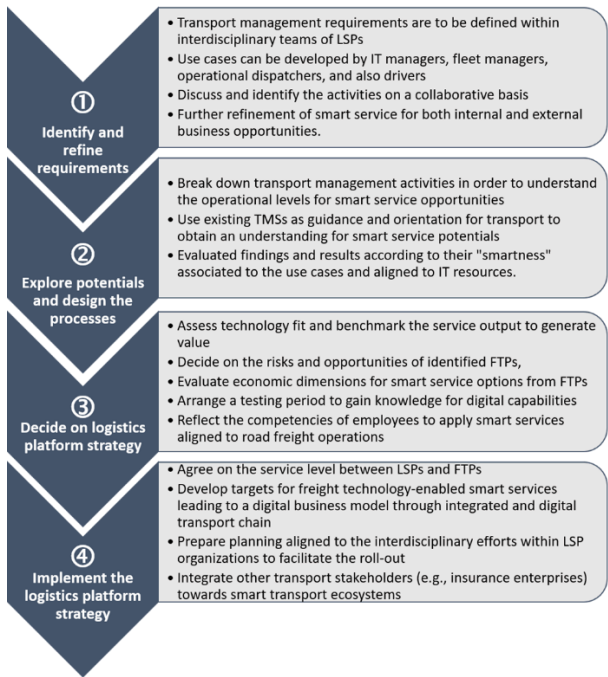 ①
Identify and
refine
requirements
• Transport management requirements are to be defined within
interdisciplinary teams of LSPs
• Use cases can be developed by IT managers, fleet managers,
operational dispatchers, and also drivers
• Discuss and identify the activities on a collaborative basis
• Further refinement of smart service for both internal and external
business opportunities.
②
Explore potentials
and design the
processes
• Break down transport management activities in order to understand
the operational levels for smart service opportunities
• Use existing TMSs as guidance and orientation for transport to
obtain an understanding for smart service potentials
• Evaluated findings and results according to their "smartness"
associated to the use cases and aligned to IT resources.
③
Decide on logistics
platform strategy
• Assess technology fit and benchmark the service output to generate
value
• Decide on the risks and opportunities of identified FTPs,
• Evaluate economic dimensions for smart service options from FTPs
• Arrange a testing period to gain knowledge for digital capabilities
• Reflect the competencies of employees to apply smart services
aligned to road freight operations
④
Implement the
logistics platform
strategy
• Agree on the service level between LSPs and FTPs
• Develop targets for freight technology-enabled smart services
leading to a digital business model through integrated and digital
transport chain
• Prepare planning aligned to the interdisciplinary efforts within LSP
organizations to facilitate the roll-out
• Integrate other transport stakeholders (e.g., insurance enterprises)
towards smart transport ecosystems